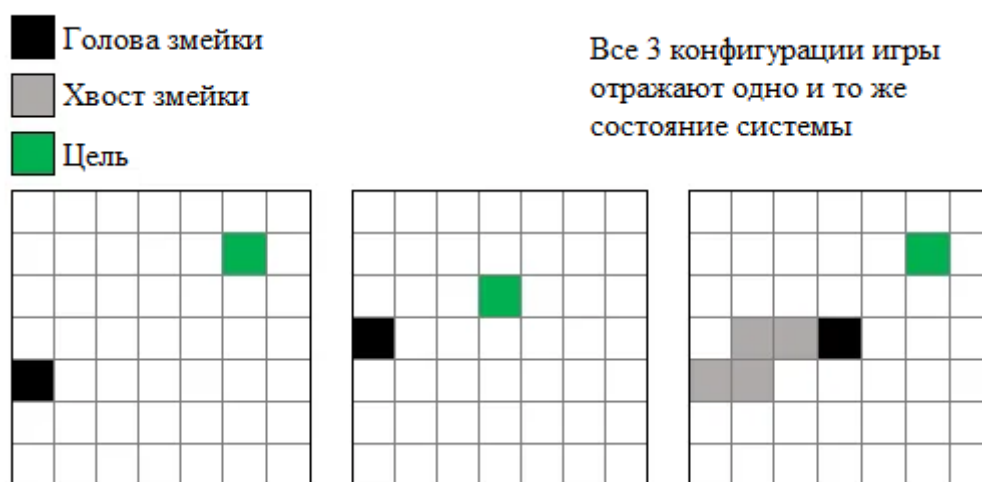 Голова змейки
Хвост змейки
Цель
Все 3 конфигурации игры
отражают одно и то же
состояние системы